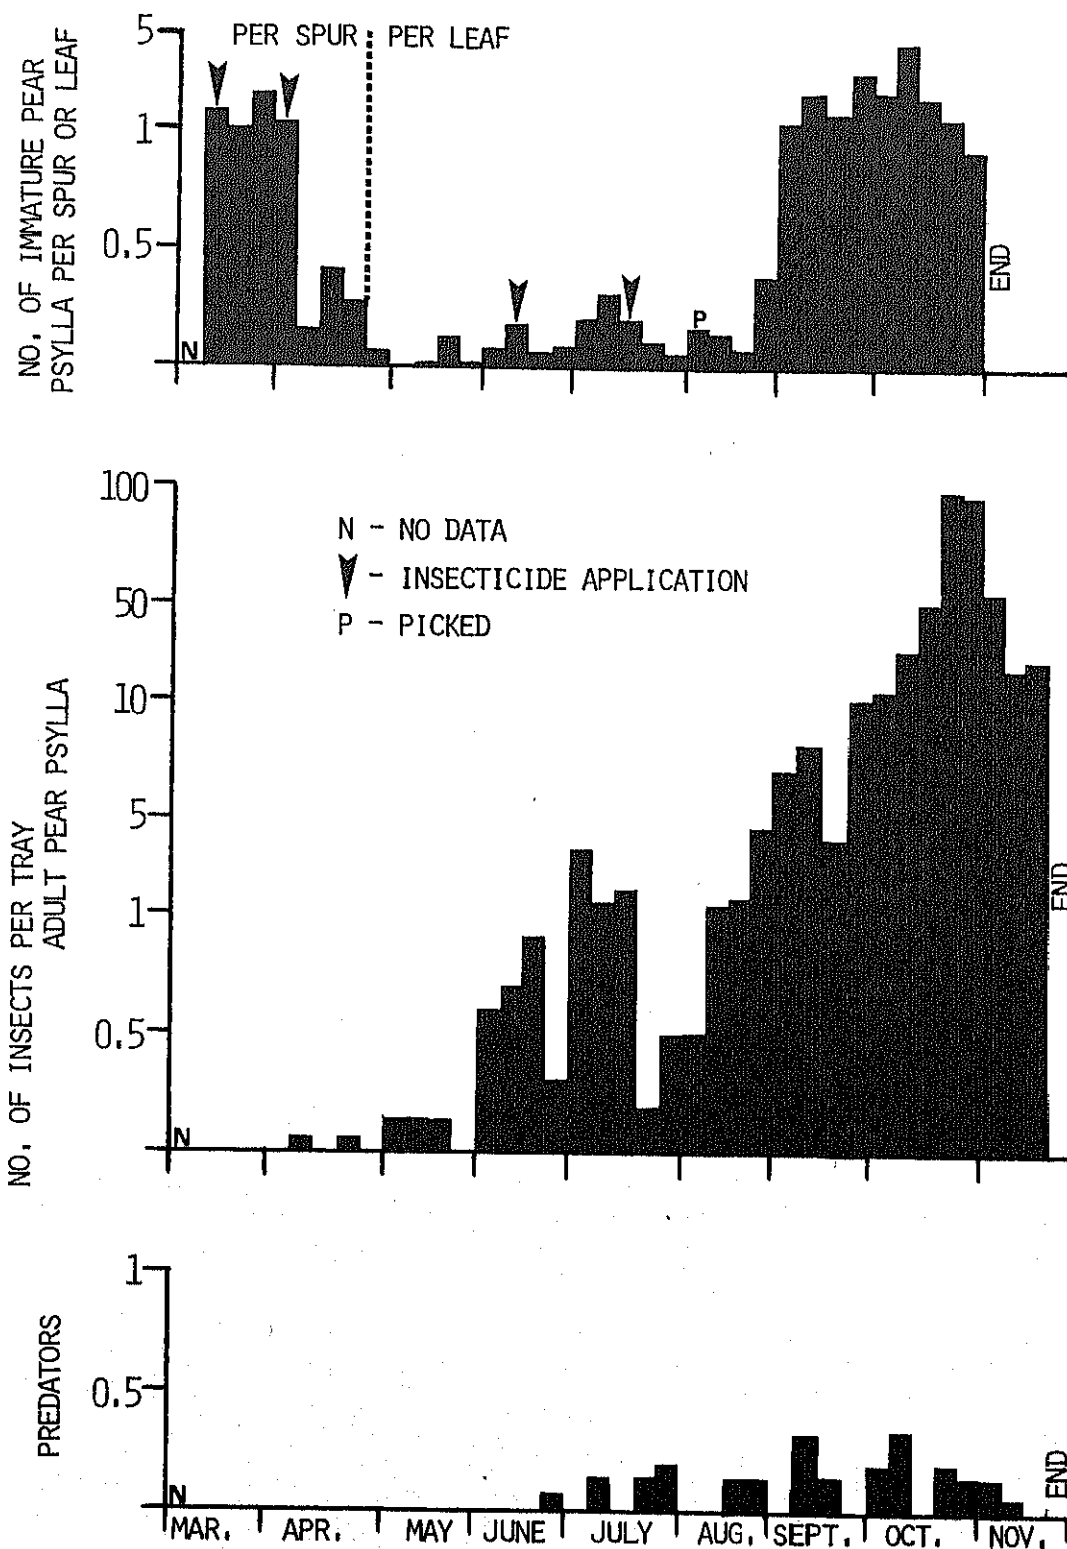 NO. OF IMMATURE PEAR
PSYLLA PER SPUR OR LEAF
PER SPUR
PER LEAF
5
1
0.5
N
P
END
NO. OF INSECTS PER TRAY
ADULT PEAR PSYLLA
100
50
10
5
1
0.5
N - NO DATA
- INSECTICIDE APPLICATION
P - PICKED
N
END
PREDATORS
1
0.5
N
END
MAR. APR. MAY JUNE JULY AUG. SEPT. OCT. NOV.